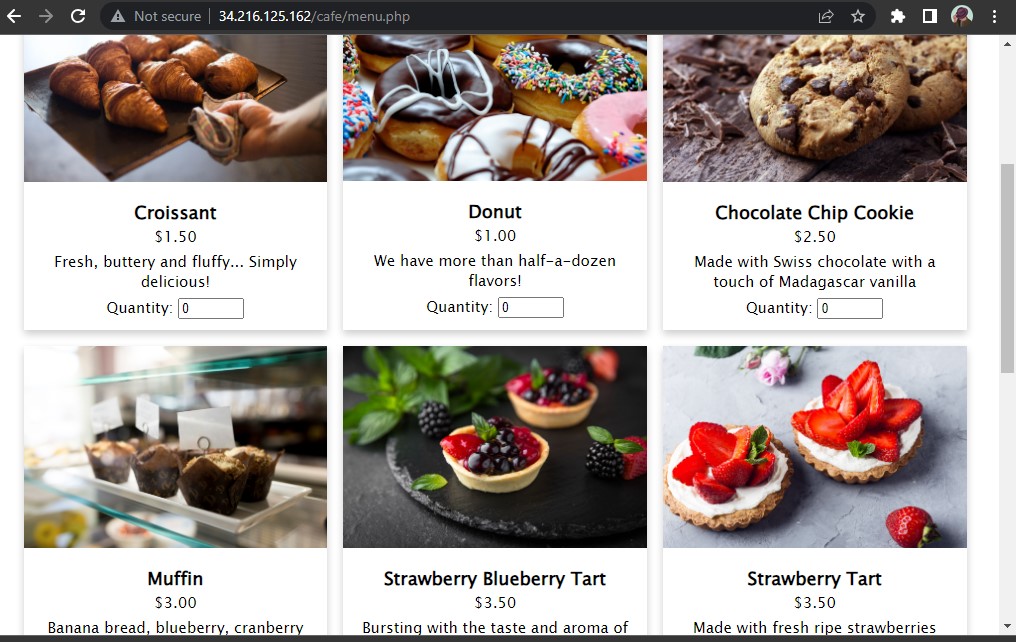 Not secure 34.216.125.162/cafe/menu.php
Croissant
$1.50
Fresh, buttery and fluffy... Simply
delicious!
Quantity: 0
Donut
$1.00
We have more than half-a-dozen
flavors!
Quantity: 0
Chocolate Chip Cookie
$2.50
Made with Swiss chocolate with a
touch of Madagascar vanilla
Quantity: 0
Muffin
$3.00
Banana bread, blueberry, cranberry
Strawberry Blueberry Tart
$3.50
Bursting with the taste and aroma of
Strawberry Tart
$3.50
Made with fresh ripe strawberries